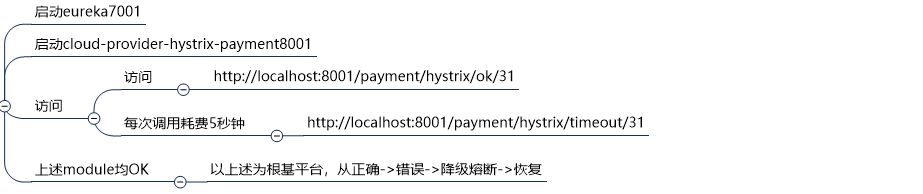 启动eureka7001
启动cloud-provider-hystrix-payment8001
访问
访问
http://localhost:8001/payment/hystrix/ok/31
每次调用耗费5秒钟
http://localhost:8001/payment/hystrix/timeout/31
上述module均OK
以上述为根基平台，从正确->错误->降级熔断->恢复